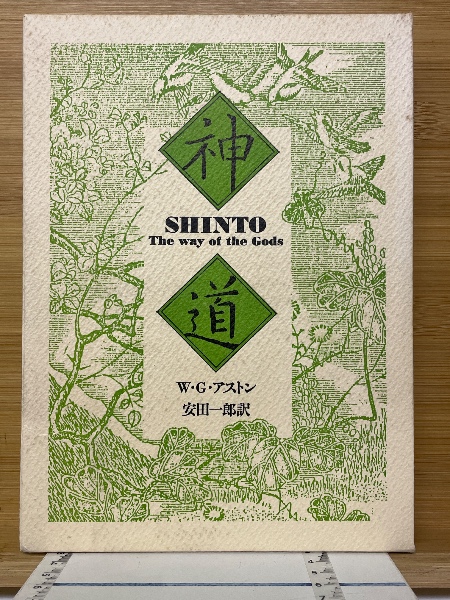 神
SHINTO
The way of the Gods
道
W・G・アストン
安田一郎訳